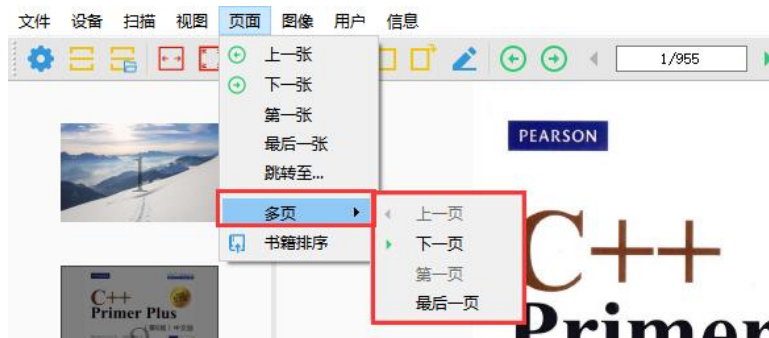 文件 设备 扫描 视图 页面 图像 用户 信息
1/955
上一张
下一张
第一张
最后一张
跳转至...
多页
书籍排序
上一页
下一页
第一页
最后一页
PEARSON
C++
Primer
C++
Primer Plus